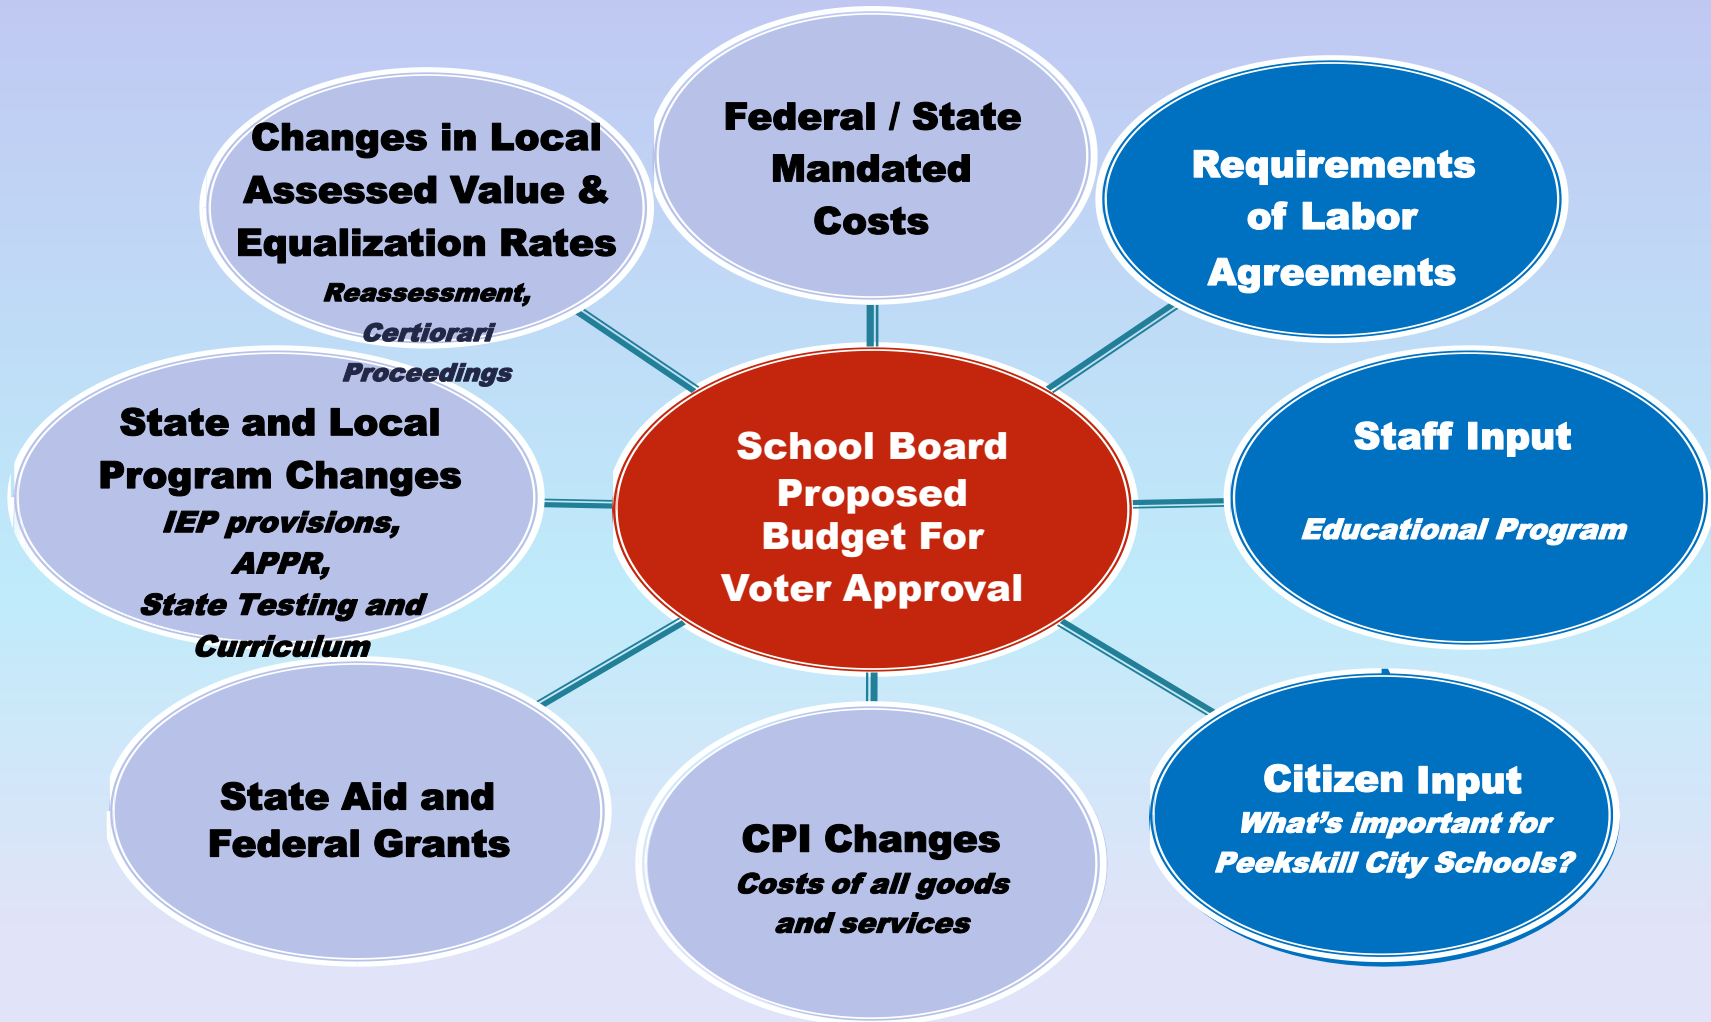 Federal / State
Mandated
Costs
Changes in Local
Assessed Value &
Equalization Rates
Reassessment,
Certiorari
Proceedings
Requirements
of Labor
Agreements
State and Local
Program Changes
IEP provisions,
APPR,
State Testing and
Curriculum
School Board
Proposed
Budget For
Voter Approval
Staff Input
Educational Program
State Aid and
Federal Grants
CPI Changes
Costs of all goods
and services
Citizen Input
What’s important for
Peekskill City Schools?